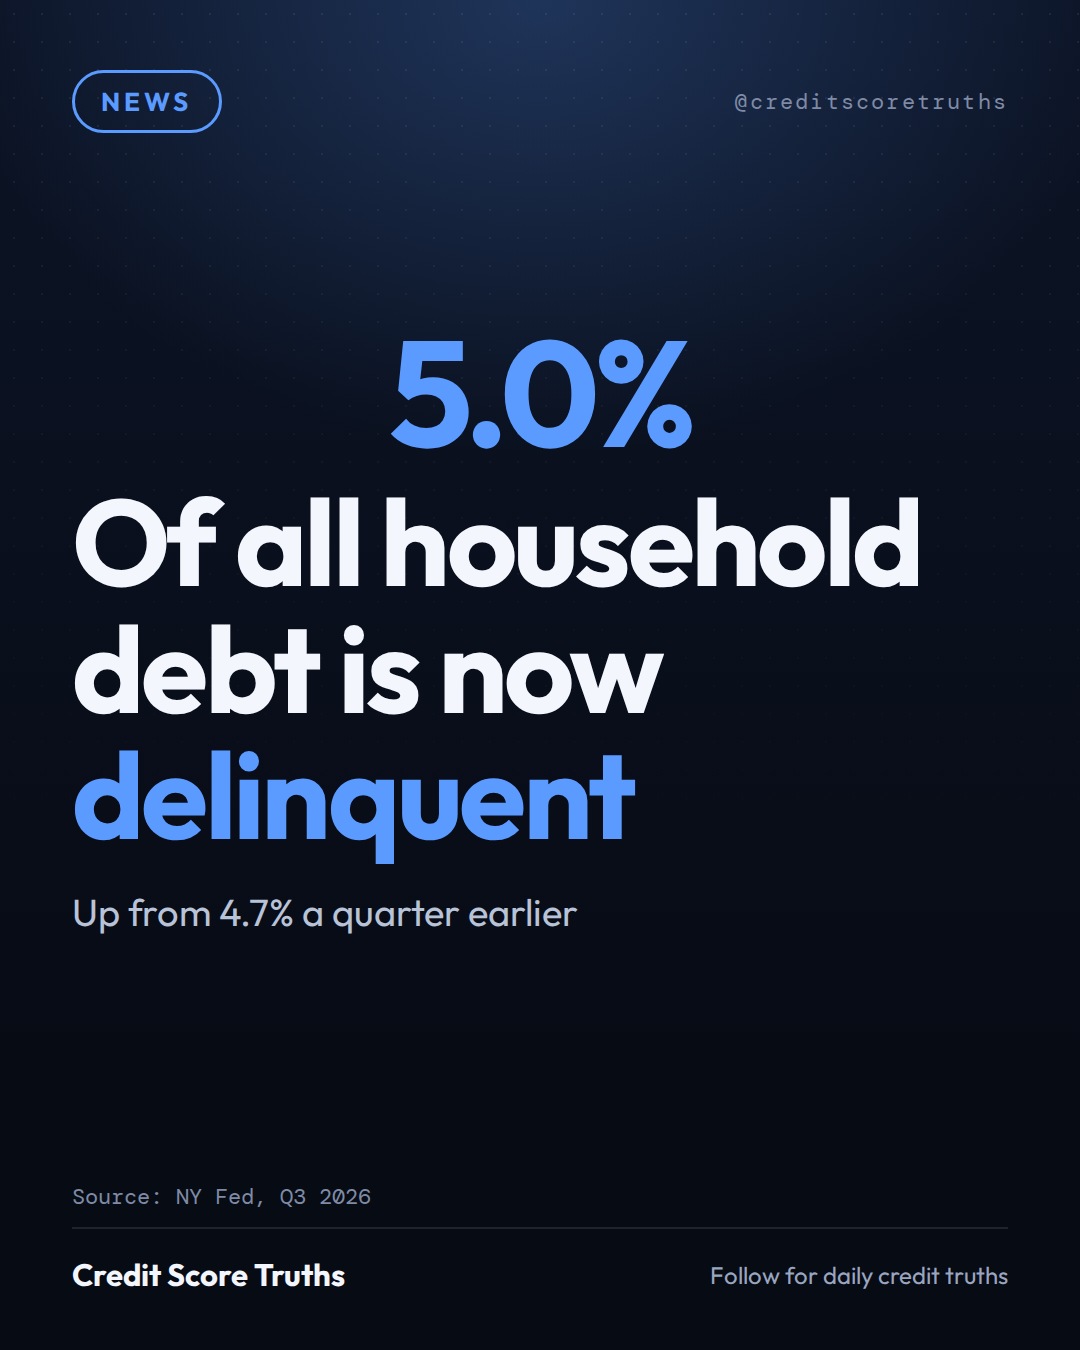 NEWS
@creditscoretruths
5.0%
Of all household
debt is now
delinquent
Up from 4.7% a quarter earlier
Source: NY Fed, Q3 2026
Credit Score Truths
Follow for daily credit truths